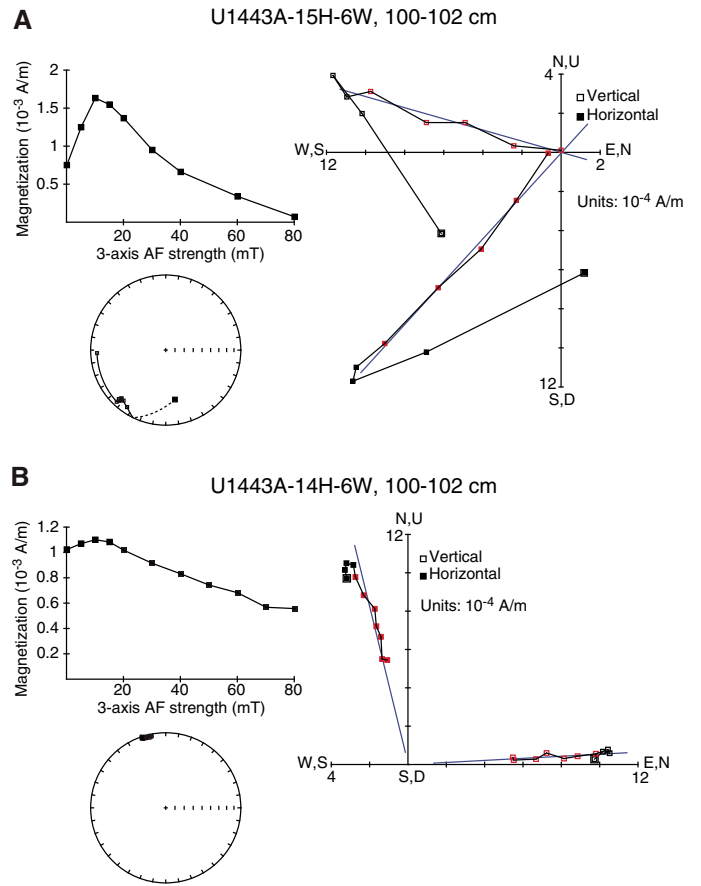 A
U1443A-15H-6W, 100-102 cm
Magnetization (10-3 A/m)
2
1.5
1
0.5
20
40
60
80
3-axis AF strength (mT)
N,U
4
Vertical
Horizontal
W,S
12
E,N
2
Units: 10-4 A/m
12
S,D
B
U1443A-14H-6W, 100-102 cm
Magnetization (10-3 A/m)
1.2
1
0.8
0.6
0.4
0.2
20
40
60
80
3-axis AF strength (mT)
N,U
12
Vertical
Horizontal
Units: 10-4 A/m
W,S
4
S,D
E,N
12